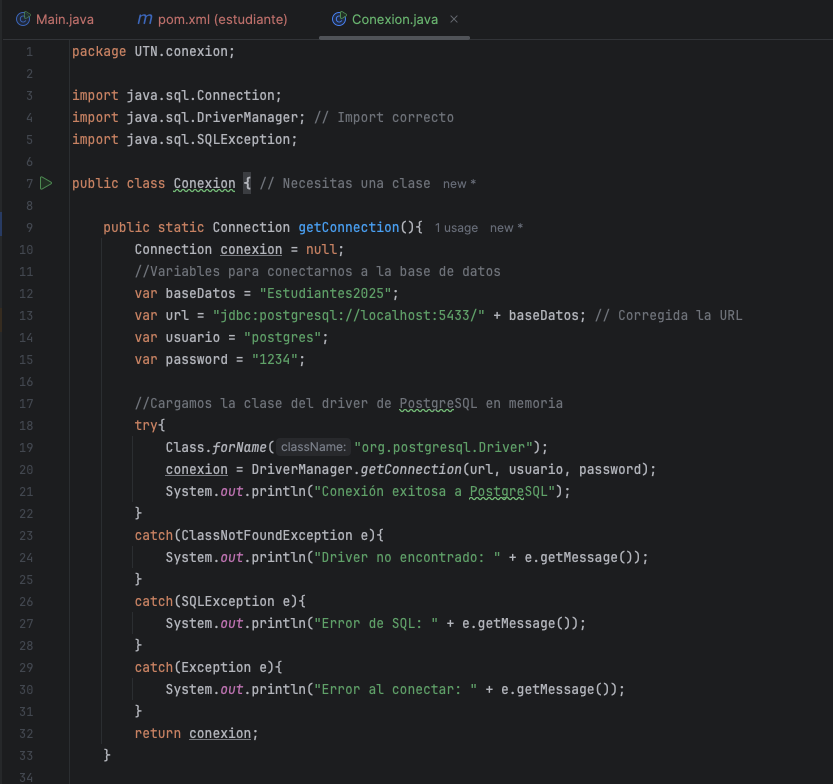 Main.java    m pom.xml (estudiante)    Conexion.java ×
1 package UTN.conexion;
2
3 import java.sql.Connection;
4 import java.sql.DriverManager; // Import correcto
5 import java.sql.SQLException;
6
7 public class Conexion { // Necesitas una clase new *
8
9 public static Connection getConnection(){ 1 usage new *
10 Connection conexion = null;
11 //Variables para conectarnos a la base de datos
12 var baseDatos = "Estudiantes2025";
13 var url = "jdbc:postgresql://localhost:5433/" + baseDatos; // Corregida la URL
14 var usuario = "postgres";
15 var password = "1234";
16
17 //Cargamos la clase del driver de PostgreSQL en memoria
18 try{
19 Class.forName( className: "org.postgresql.Driver");
20 conexion = DriverManager.getConnection(url, usuario, password);
21 System.out.println("Conexión exitosa a PostgreSQL");
22 }
23 catch(ClassNotFoundException e){
24 System.out.println("Driver no encontrado: " + e.getMessage());
25 }
26 catch(SQLException e){
27 System.out.println("Error de SQL: " + e.getMessage());
28 }
29 catch(Exception e){
30 System.out.println("Error al conectar: " + e.getMessage());
31 }
32 return conexion;
33 }
34